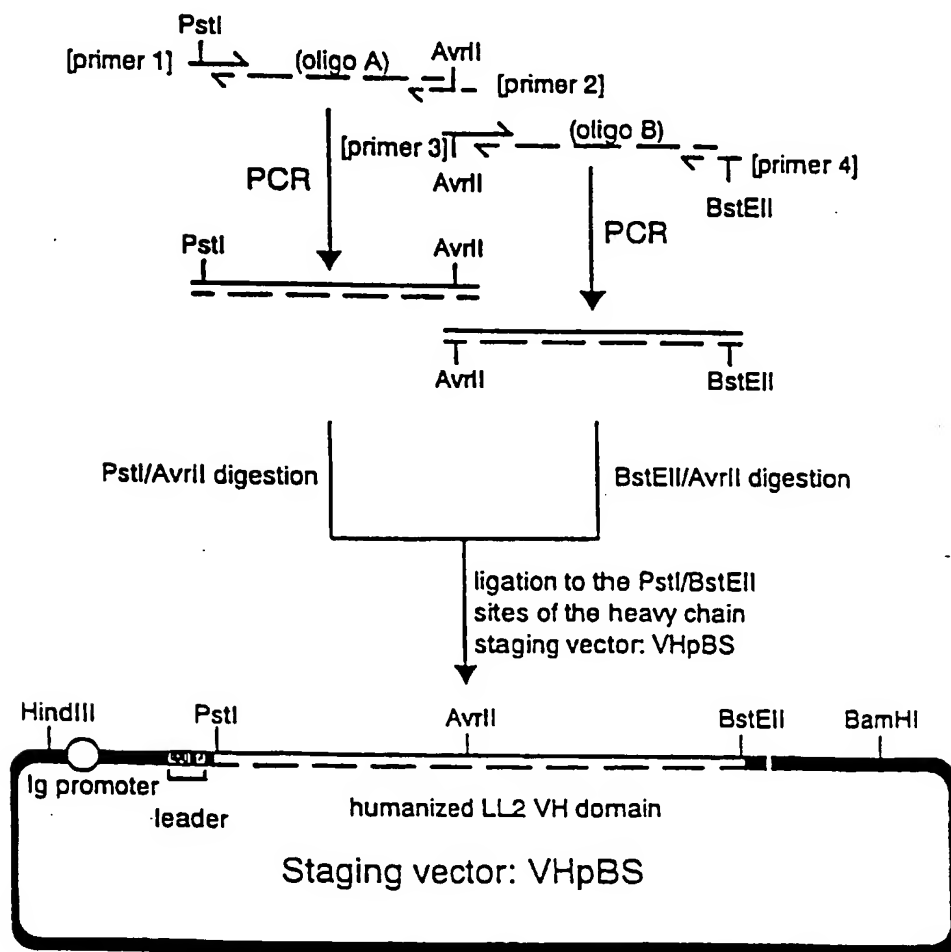 PstI
[primer 1]
(oligo A)
AvrII
[primer 2]
[primer 3]
(oligo B)
[primer 4]
AvrII
BstEII
PCR
PCR
PstI
AvrII
AvrII
BstEII
PstI/AvrII digestion
BstEII/AvrII digestion
ligation to the PstI/BstEII
sites of the heavy chain
staging vector: VHpBS
HindIII
PstI
AvrII
BstEII
BamHI
Ig promoter
leader
humanized LL2 VH domain
Staging vector: VHpBS